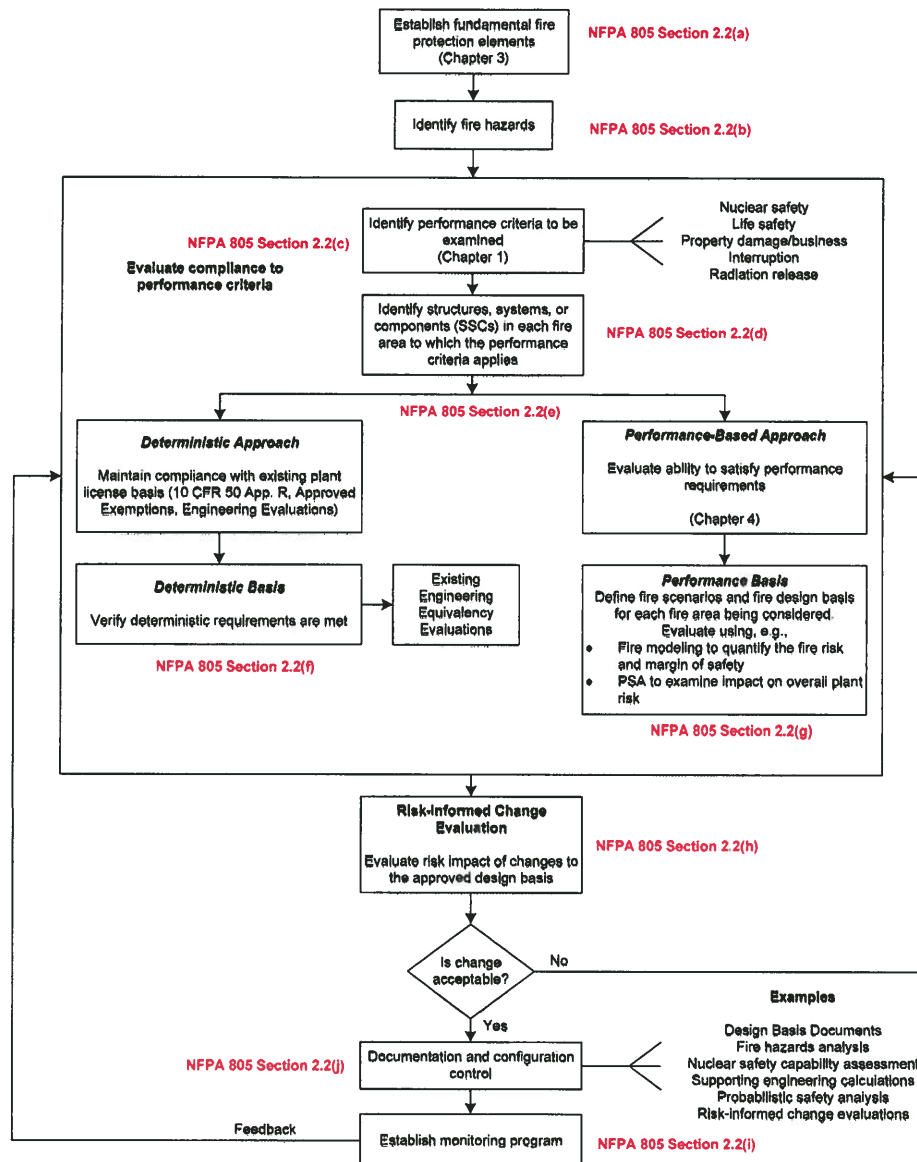 Establish fundamental fire
protection elements
(Chapter 3)
NFPA 805 Section 2.2(a)
Identify fire hazards
NFPA 805 Section 2.2(b)
NFPA 805 Section 2.2(c)
Evaluate compliance to
performance criteria
Identify performance criteria to be
examined
(Chapter 1)
Nuclear safety
Life safety
Property damage/business
Interruption
Radiation release
Identify structures, systems, or
components (SSCs) in each fire
area to which the performance
criteria applies
NFPA 805 Section 2.2(d)
NFPA 805 Section 2.2(e)
Deterministic Approach
Maintain compliance with existing plant
license basis (10 CFR 50 App. R, Approved
Exemptions, Engineering Evaluations)
Performance-Based Approach
Evaluate ability to satisfy performance
requirements
(Chapter 4)
Deterministic Basis
Verify deterministic requirements are met
Existing
Engineering
Equivalency
Evaluations
NFPA 805 Section 2.2(f)
Performance Basis
Define fire scenarios and fire design basis
for each fire area being considered.
Evaluate using, e.g.,
• Fire modeling to quantify the fire risk
and margin of safety
• PSA to examine impact on overall plant
risk
NFPA 805 Section 2.2(g)
Risk-Informed Change
Evaluation
Evaluate risk impact of changes to
the approved design basis
NFPA 805 Section 2.2(h)
Is change
acceptable?
No
Yes
Examples
Design Basis Documents
Fire hazards analysis
Nuclear safety capability assessment
Supporting engineering calculations
Probabilistic safety analysis
Risk-informed change evaluations
NFPA 805 Section 2.2(j)
Documentation and configuration
control
Feedback
Establish monitoring program
NFPA 805 Section 2.2(i)